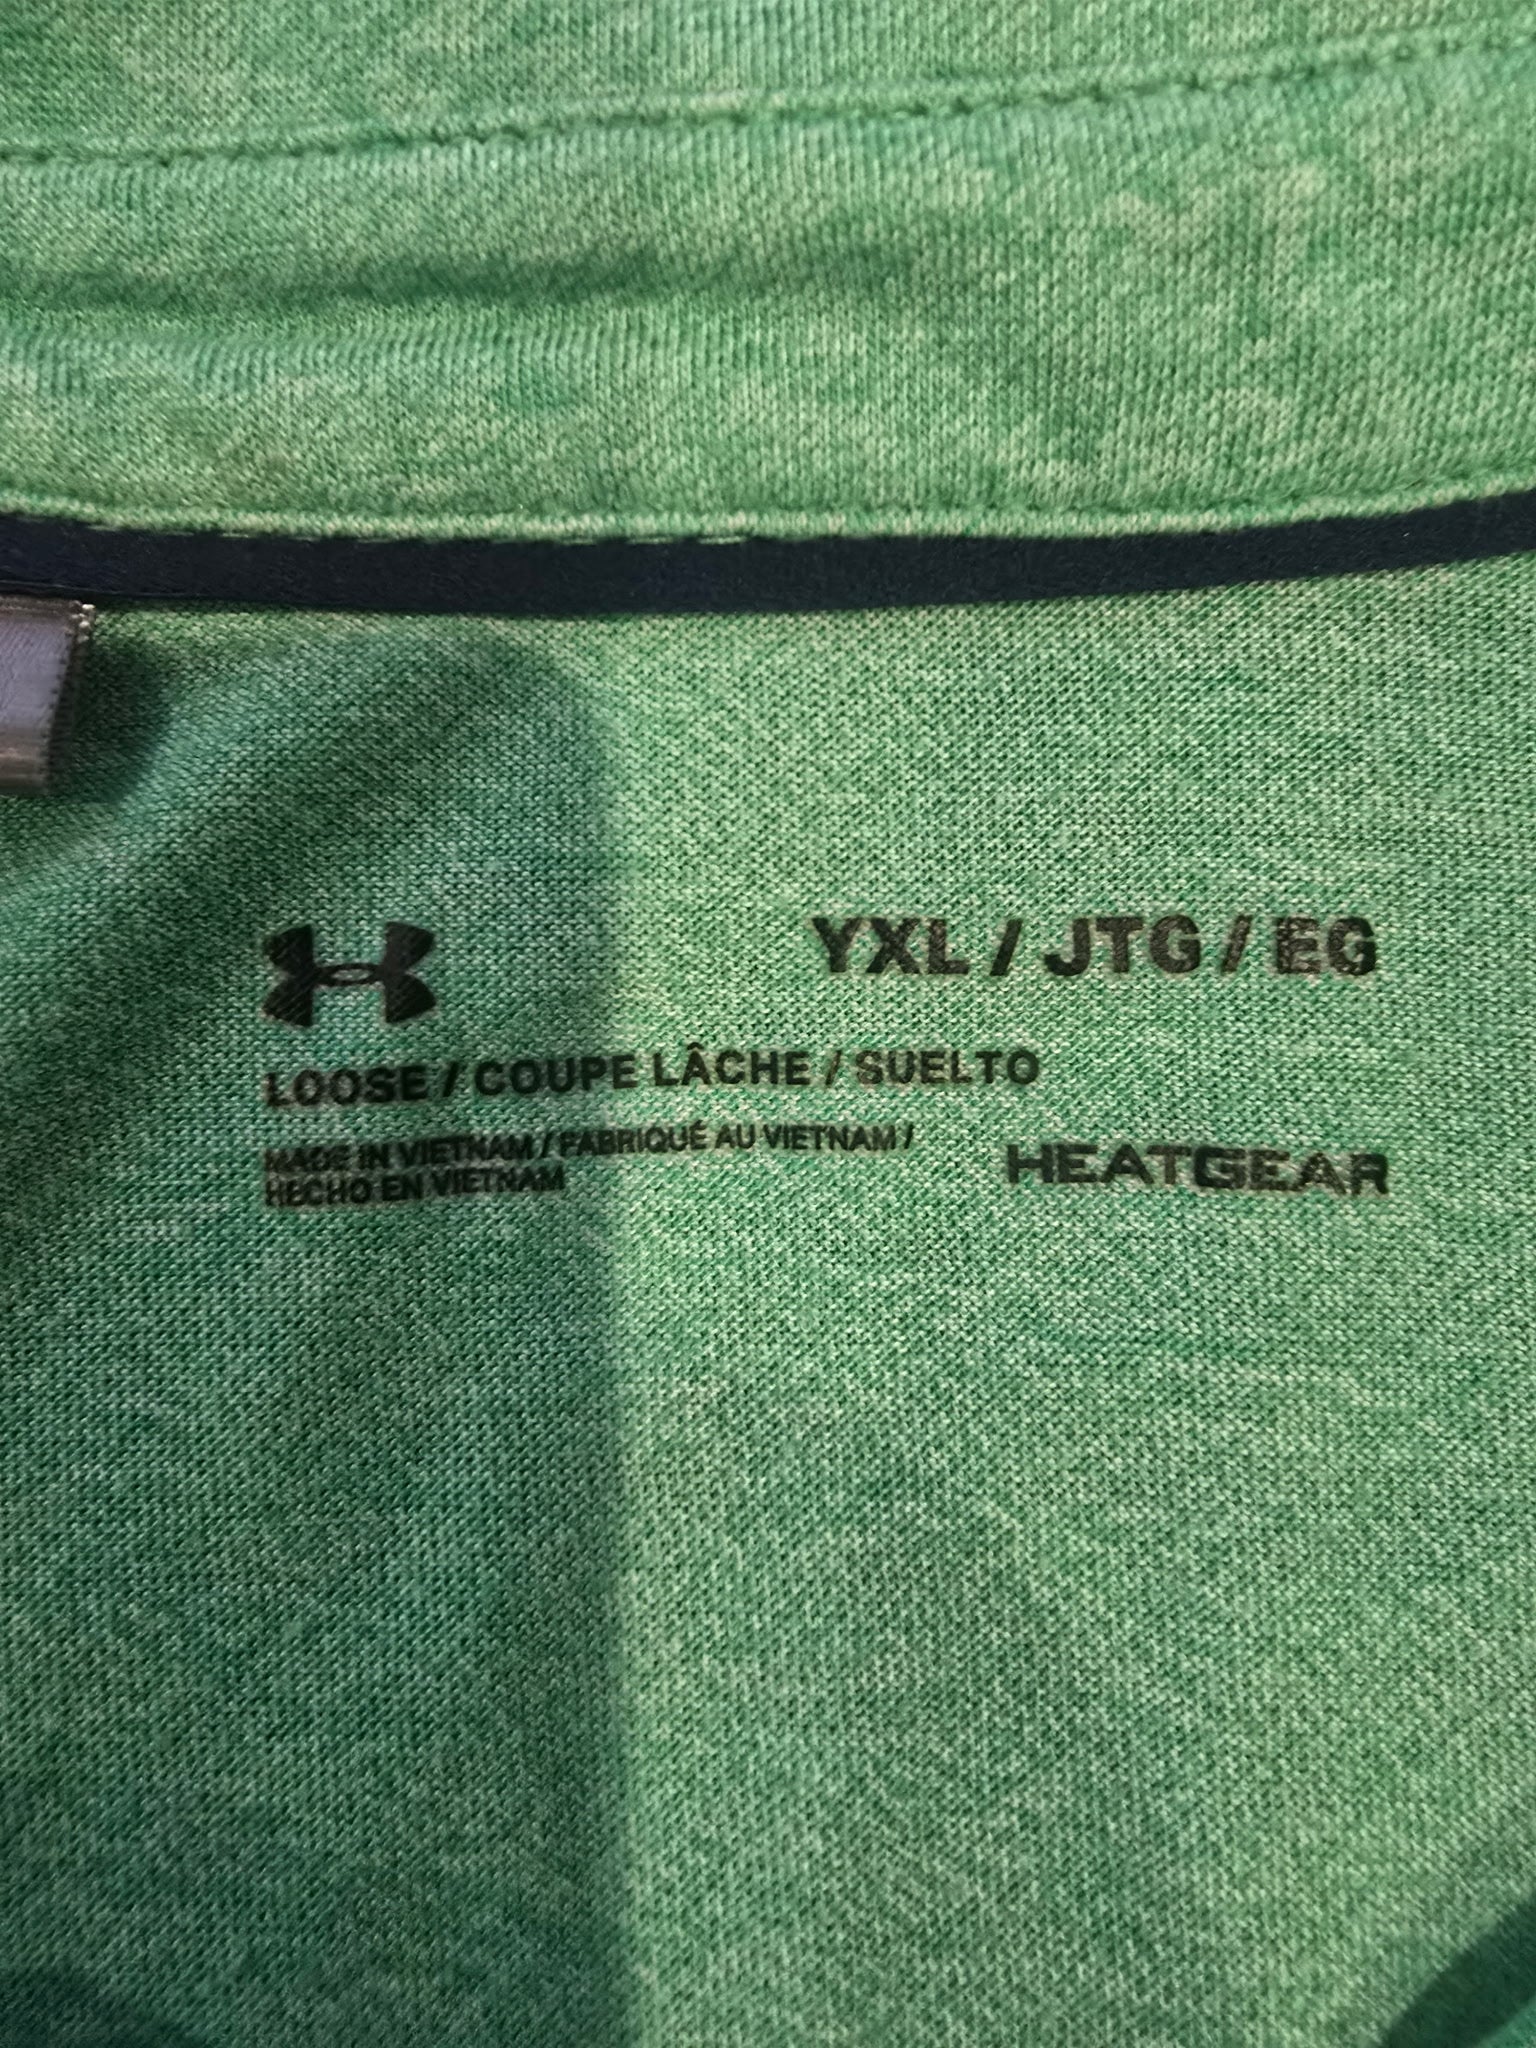 YXL / JTG / EG
LOOSE / COUPE LÂCHE / SUELTO
MADE IN VIETNAM / FABRIQUÉ AU VIETNAM /
HECHO EN VIETNAM
HEATGEAR